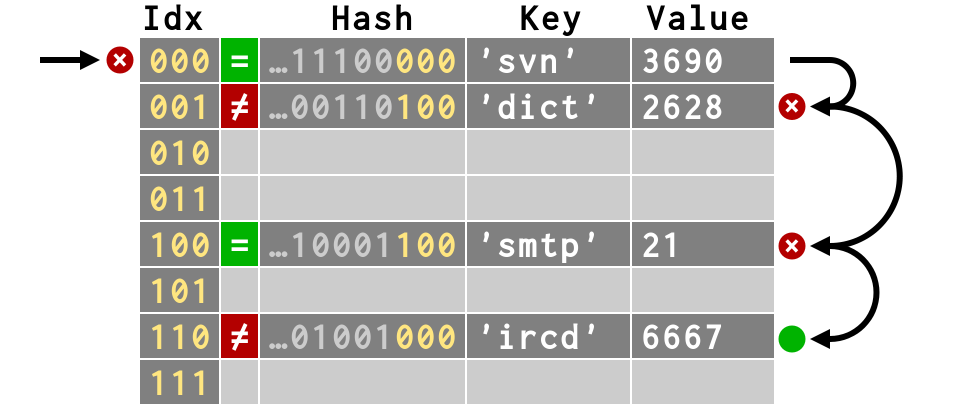 Idx Hash Key Value
000 = …11100000 'svn' 3690
001 ≠ …00110100 'dict' 2628
010
011
100 = …10001100 'smtp' 21
101
110 ≠ …01001000 'ircd' 6667
111